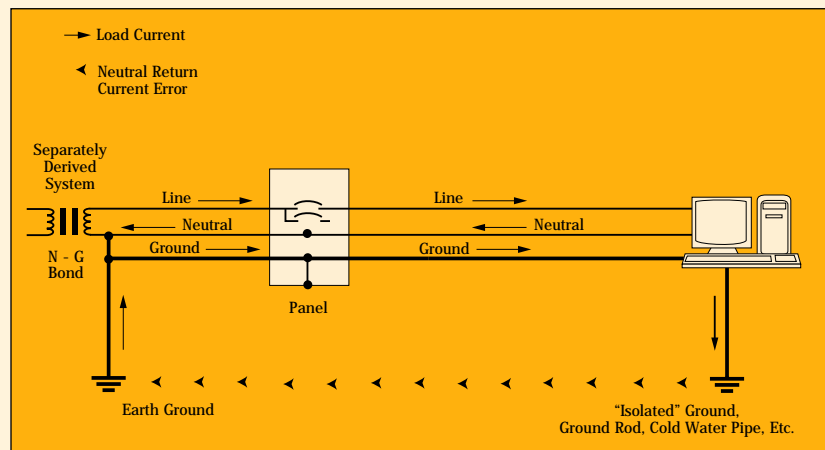 Load Current
Neutral Return
Current Error
Separately
Derived
System
Line
Line
Neutral
Neutral
Ground
Ground
N - G
Bond
Panel
Earth Ground
“Isolated” Ground,
Ground Rod, Cold Water Pipe, Etc.